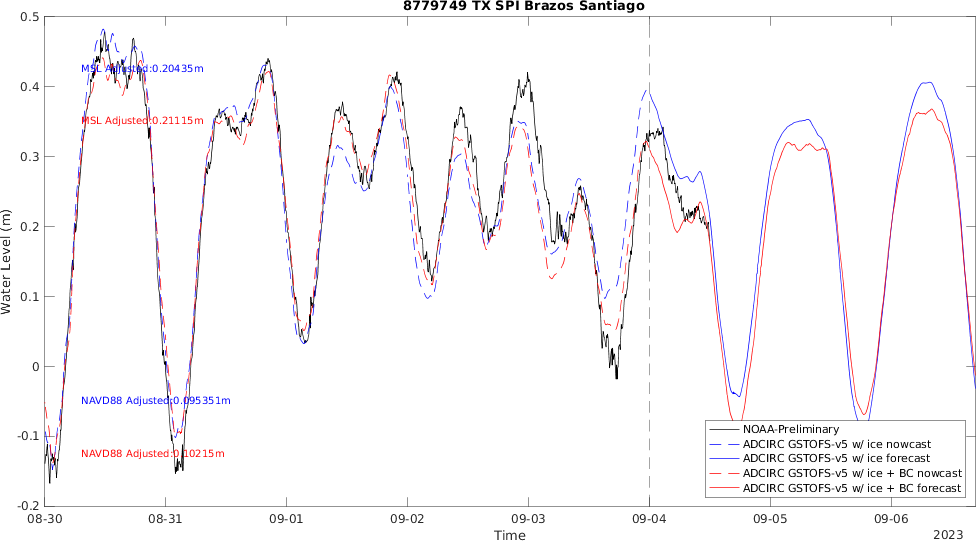 8779749 TX SPI Brazos Santiago
0.5
0.4
0.3
0.2
0.1
0
-0.1
-0.2
Water Level (m)
MSL Adjusted:0.20435m
MSL Adjusted:0.21115m
NAVD88 Adjusted:0.095351m
NAVD88 Adjusted:0.10215m
NOAA-Preliminary
ADCIRC GSTOFS-v5 w/ ice nowcast
ADCIRC GSTOFS-v5 w/ ice forecast
ADCIRC GSTOFS-v5 w/ ice + BC nowcast
ADCIRC GSTOFS-v5 w/ ice + BC forecast
08-30 08-31 09-01 09-02 09-03 09-04 09-05 09-06
Time
2023